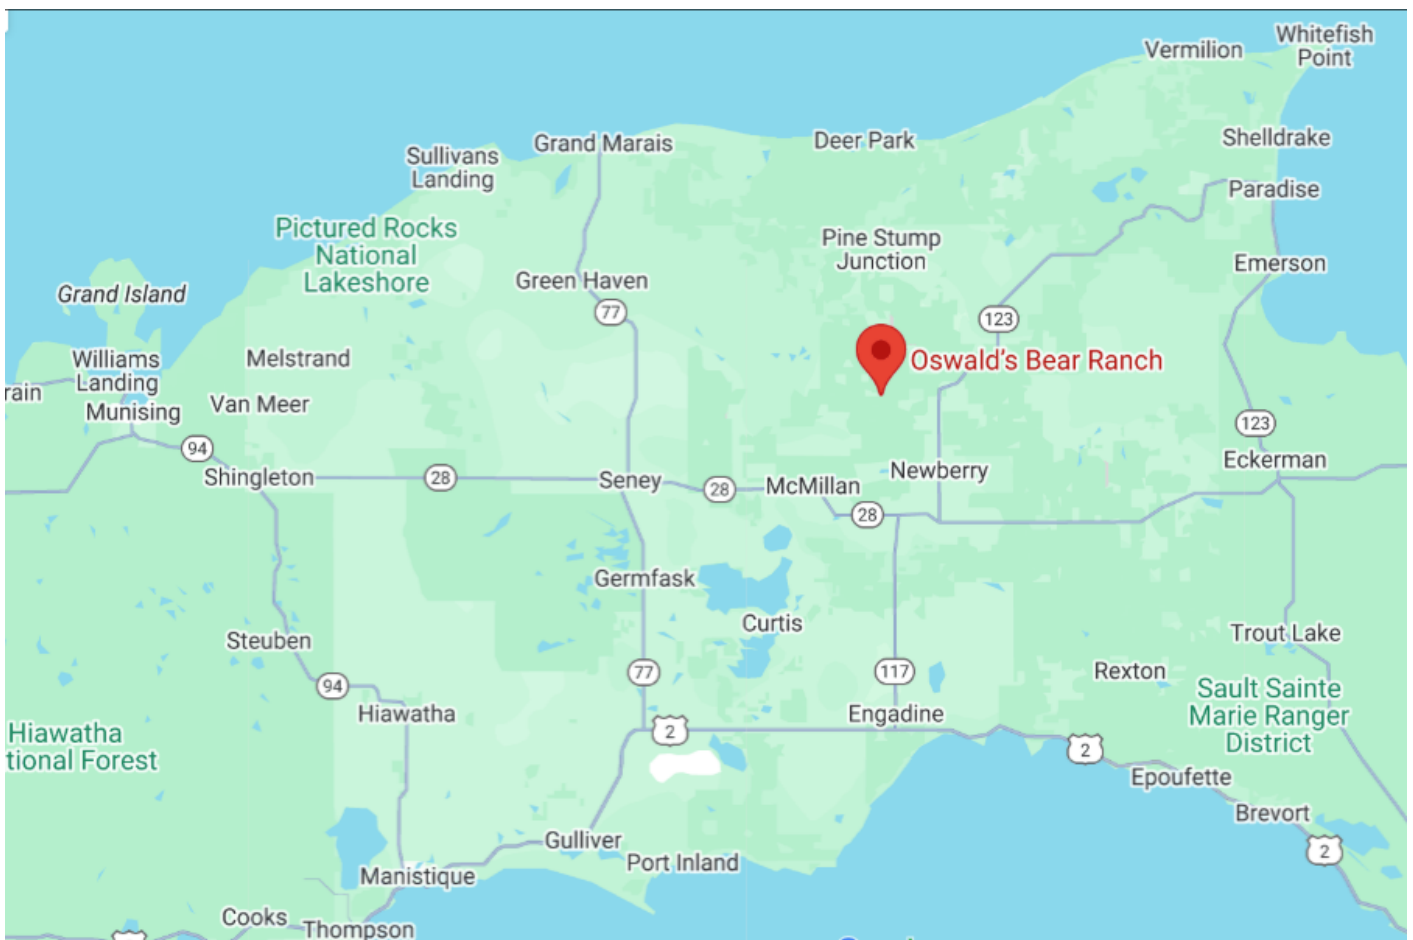 Whitefish
Point
Vermilion
Shelldrake
Deer Park
Grand Marais
Sullivans
Landing
Paradise
Pictured Rocks
National
Lakeshore
Pine Stump
Junction
Emerson
Green Haven
Grand Island
77
123
Williams
Landing
Melstrand
Oswald's Bear Ranch
rain
Munising
Van Meer
123
94
Eckerman
Shingleton
28
Seney
28
McMillan
Newberry
28
Germfask
Curtis
Steuben
Trout Lake
94
77
117
Rexton
Sault Sainte
Marie Ranger
District
Hiawatha
Engadine
Hiawatha
tional Forest
2
2
Epoufette
Brevort
2
Gulliver
Port Inland
Manistique
Cooks
Thompson